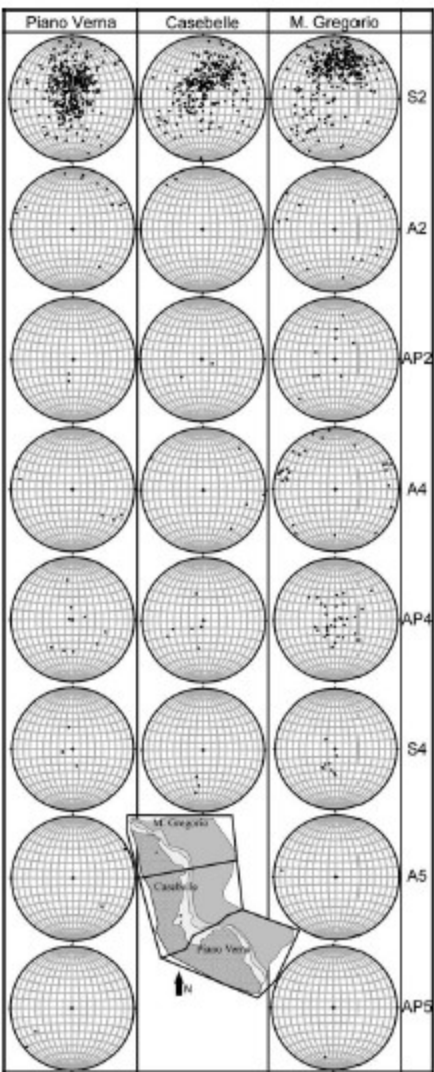 Piano Verna Casebelle M. Gregorio
S2
A2
AP2
A4
AP4
S4
A5
M. Gregorio
Casebelle
Piano Verna
N
AP5